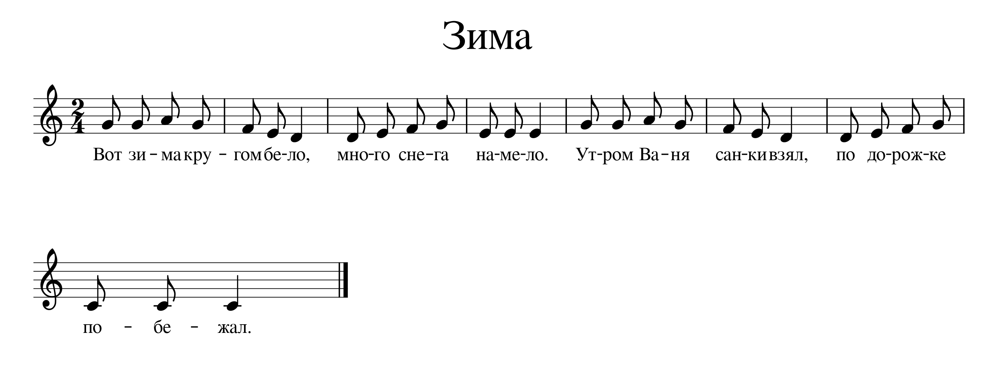 Зима
2
4
Вот зи - ма кру - гом бе-ло, мно-го сне-га на-ме-ло. Ут-ром Ва-ня сан-ки взял, по до-рож-ке
по - бе - жал.